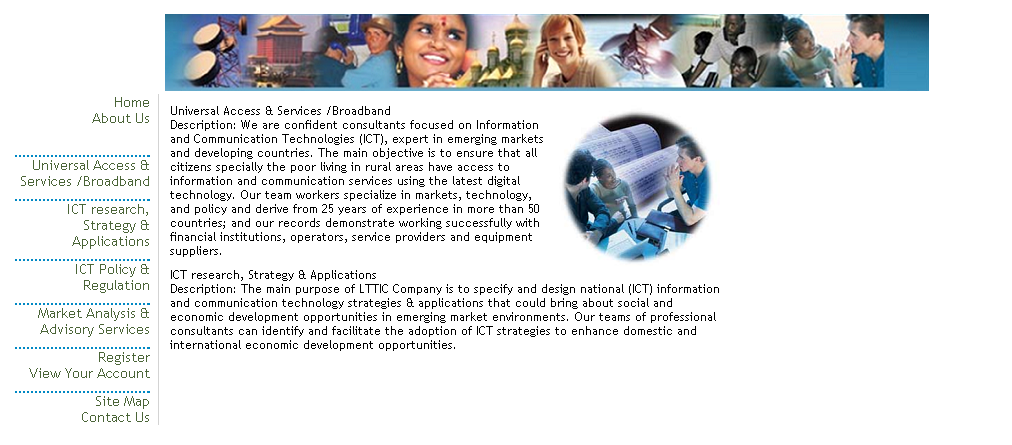 Home
About Us
Universal Access &
Services /Broadband
ICT research,
Strategy &
Applications
ICT Policy &
Regulation
Market Analysis &
Advisory Services
Register
View Your Account
Site Map
Contact Us
Universal Access & Services /Broadband
Description: We are confident consultants focused on Information
and Communication Technologies (ICT), expert in emerging markets
and developing countries. The main objective is to ensure that all
citizens specially the poor living in rural areas have access to
information and communication services using the latest digital
technology. Our team workers specialize in markets, technology,
and policy and derive from 25 years of experience in more than 50
countries; and our records demonstrate working successfully with
financial institutions, operators, service providers and equipment
suppliers.
ICT research, Strategy & Applications
Description: The main purpose of LTTIC Company is to specify and design national (ICT) information
and communication technology strategies & applications that could bring about social and
economic development opportunities in emerging market environments. Our teams of professional
consultants can identify and facilitate the adoption of ICT strategies to enhance domestic and
international economic development opportunities.